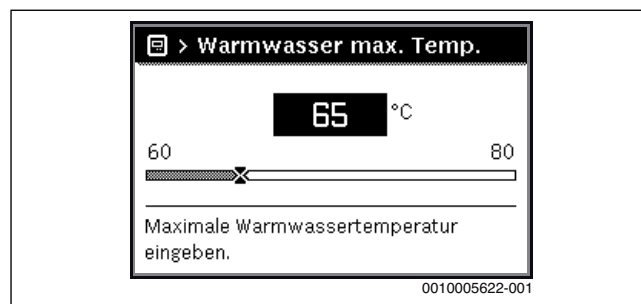 > Warmwasser max. Temp.
65 °C
60 80
Maximale Warmwassertemperatur
eingeben.
0010005622-001